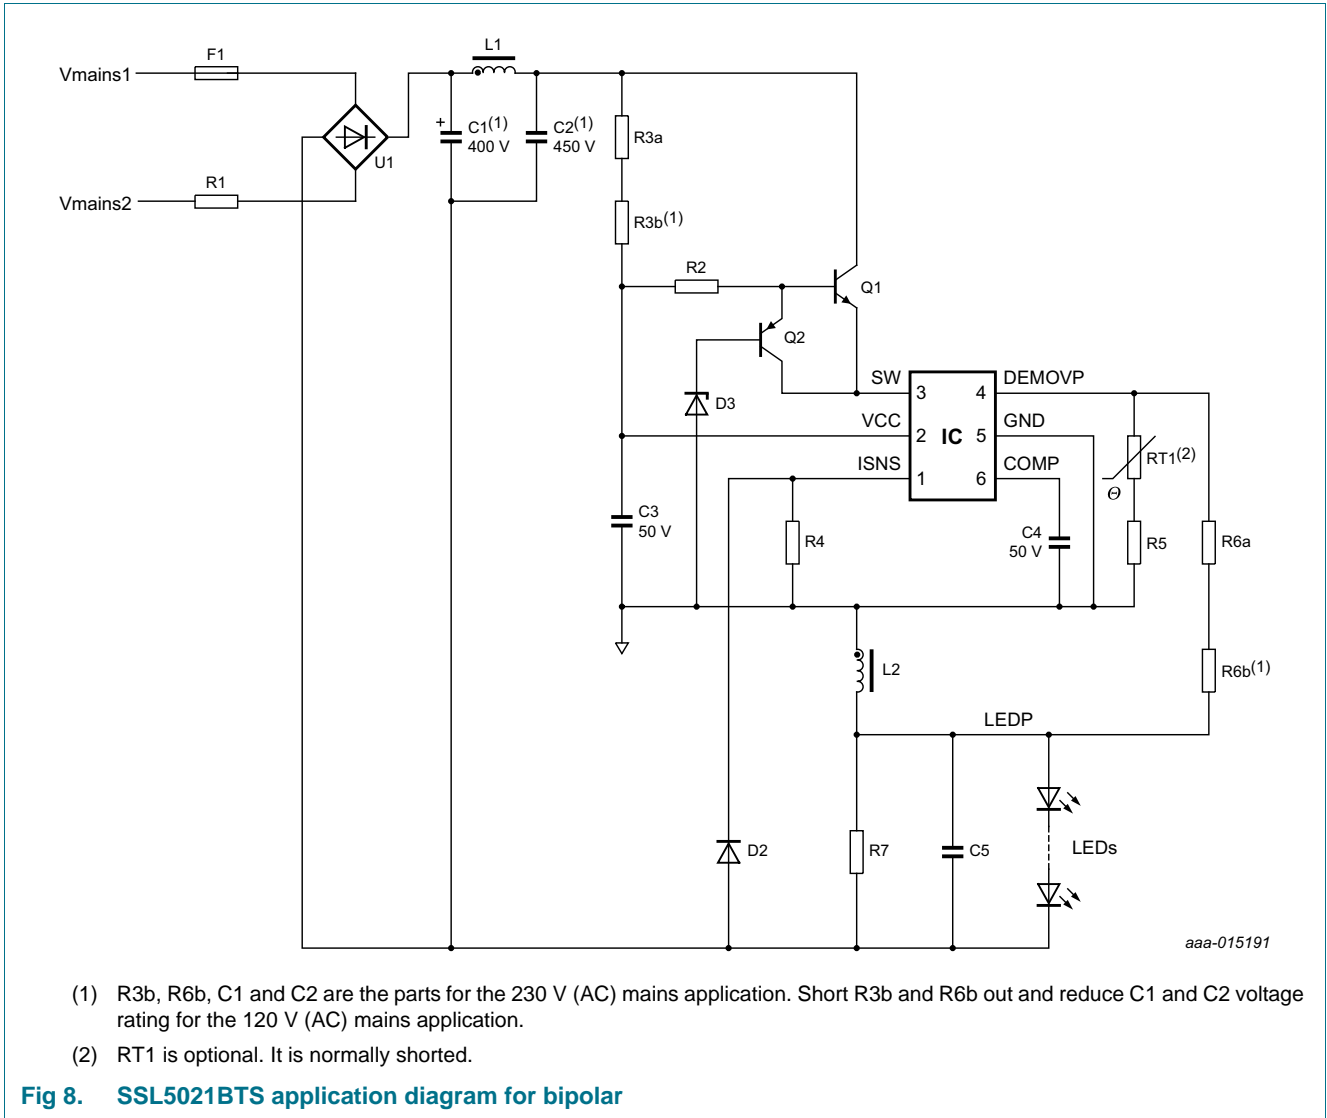 L1
F1
Vmains1
+
C1(1)
400 V
C2(1)
450 V
R3a
U1
R1
Vmains2
R3b(1)
R2
Q1
Q2
SW
DEMOVP
3
4
D3
VCC
GND
2
IC
5
RT1(2)
ISNS
COMP
1
6
Θ
C3
50 V
R4
C4
50 V
R5
R6a
L2
R6b(1)
LEDP
D2
R7
C5
LEDs
aaa-015191
(1) R3b, R6b, C1 and C2 are the parts for the 230 V (AC) mains application. Short R3b and R6b out and reduce C1 and C2 voltage
rating for the 120 V (AC) mains application.
(2) RT1 is optional. It is normally shorted.
Fig 8. SSL5021BTS application diagram for bipolar